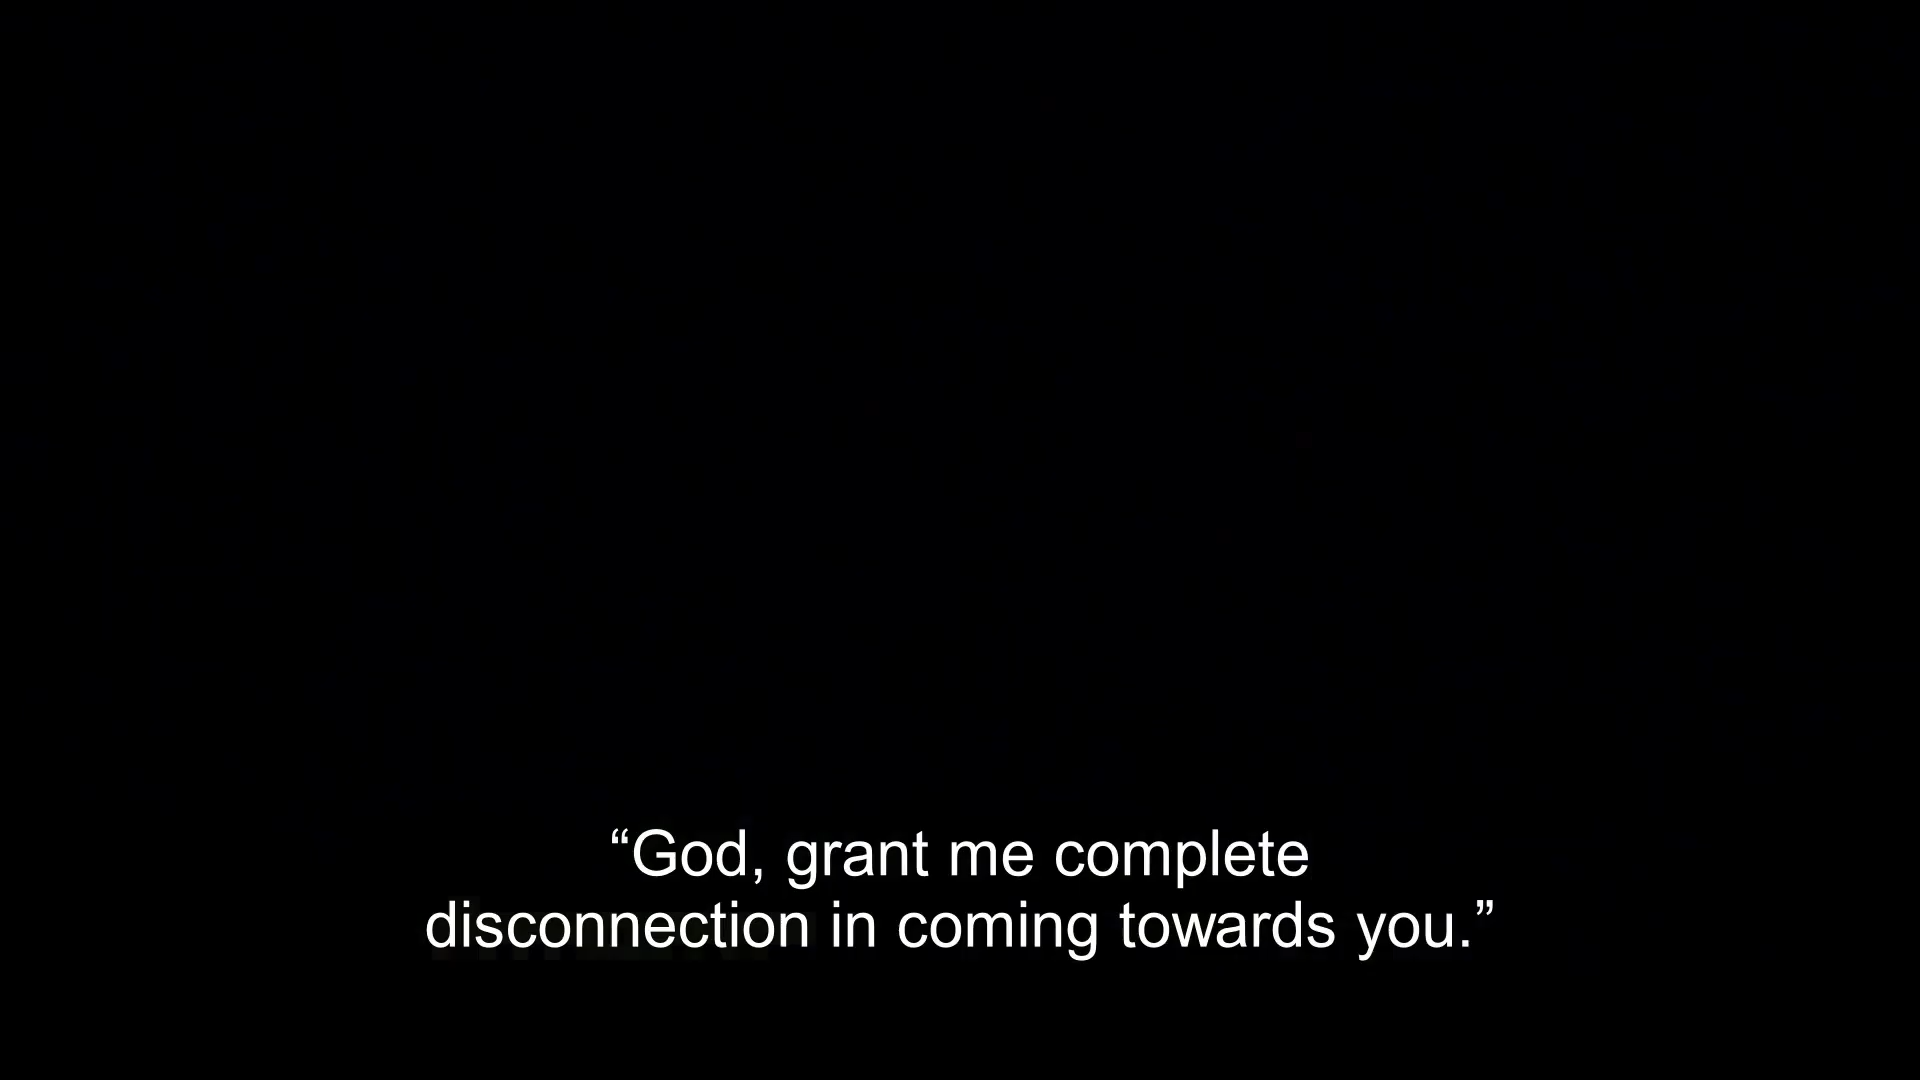 “God, grant me complete
disconnection in coming towards you.”